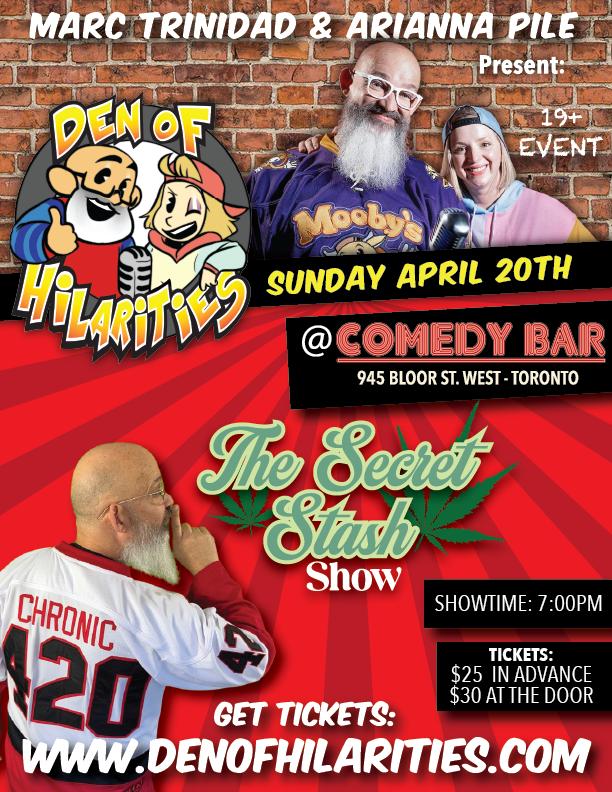 MARC TRINIDAD & ARIANNA PILE
Present:
19+
EVENT
DEN OF
HILARITIES
Mooby's
SUNDAY APRIL 20TH
@COMEDY BAR
945 BLOOR ST. WEST - TORONTO
The Secret
Stash
Show
CHRONIC
420
42
SHOWTIME: 7:00PM
TICKETS:
$25 IN ADVANCE
$30 AT THE DOOR
GET TICKETS:
WWW.DENOFHILARITIES.COM